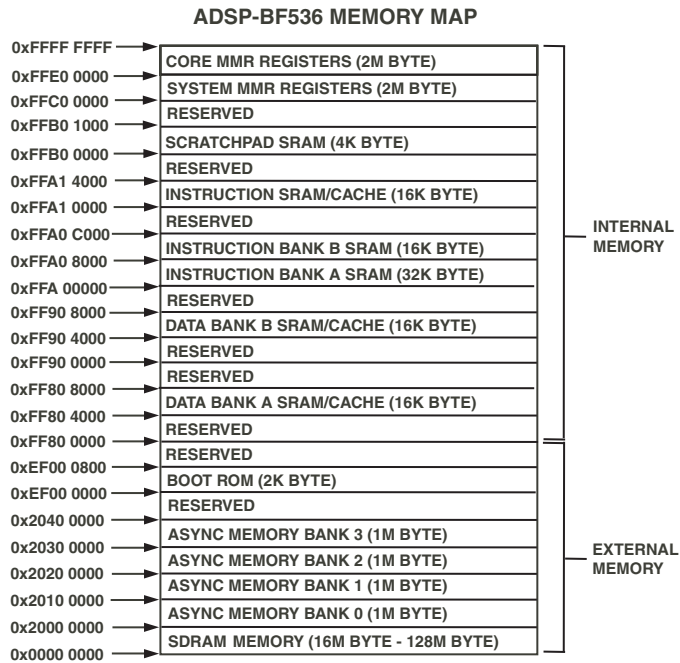 ADSP-BF536 MEMORY MAP
0xFFFF FFFF
CORE MMR REGISTERS (2M BYTE)
0xFFE0 0000
SYSTEM MMR REGISTERS (2M BYTE)
0xFFC0 0000
RESERVED
0xFFB0 1000
SCRATCHPAD SRAM (4K BYTE)
0xFFB0 0000
RESERVED
0xFFA1 4000
INSTRUCTION SRAM/CACHE (16K BYTE)
0xFFA1 0000
RESERVED
0xFFA0 C000
INSTRUCTION BANK B SRAM (16K BYTE)
0xFFA0 8000
INSTRUCTION BANK A SRAM (32K BYTE)
0xFFA 00000
RESERVED
0xFF90 8000
DATA BANK B SRAM/CACHE (16K BYTE)
0xFF90 4000
RESERVED
0xFF90 0000
RESERVED
0xFF80 8000
DATA BANK A SRAM/CACHE (16K BYTE)
0xFF80 4000
RESERVED
0xFF80 0000
RESERVED
0xEF00 0800
BOOT ROM (2K BYTE)
0xEF00 0000
RESERVED
0x2040 0000
ASYNC MEMORY BANK 3 (1M BYTE)
0x2030 0000
ASYNC MEMORY BANK 2 (1M BYTE)
0x2020 0000
ASYNC MEMORY BANK 1 (1M BYTE)
0x2010 0000
ASYNC MEMORY BANK 0 (1M BYTE)
0x2000 0000
SDRAM MEMORY (16M BYTE - 128M BYTE)
0x0000 0000
INTERNAL
MEMORY
EXTERNAL
MEMORY